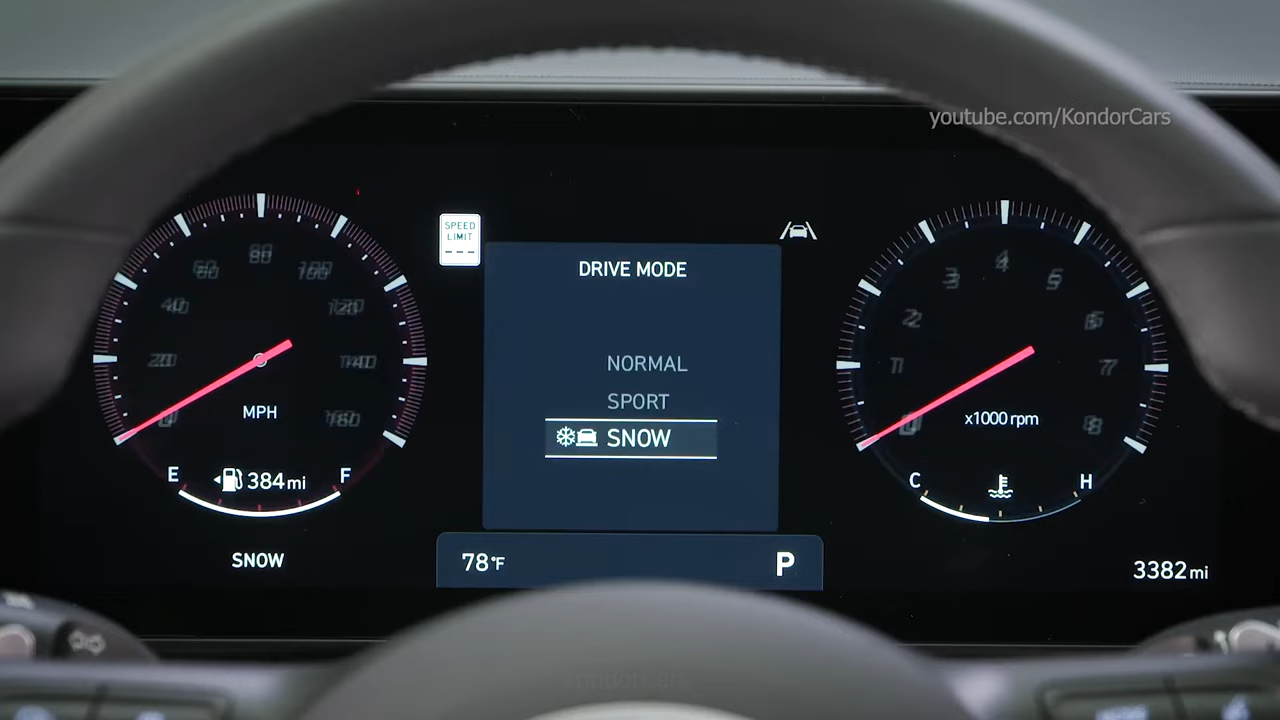 youtube.com/KondorCars
SPEED
LIMIT
---
DRIVE MODE
NORMAL
SPORT
SNOW
20
40
60
80
100
120
140
160
MPH
E
384mi
F
SNOW
0
1
2
3
4
5
6
7
8
x1000 rpm
C
H
78°F
P
3382mi
KondorCars